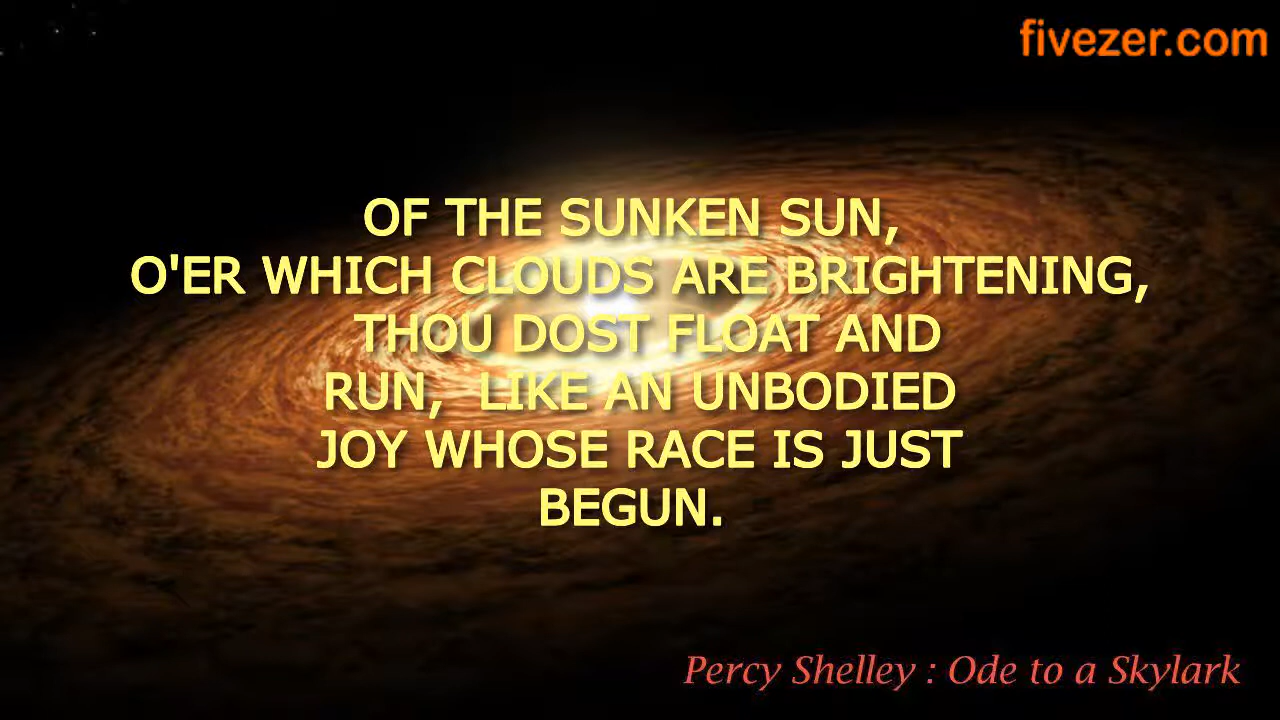 fivezer.com
OF THE SUNKEN SUN,
O'ER WHICH CLOUDS ARE BRIGHTENING,
THOU DOST FLOAT AND
RUN, LIKE AN UNBODIED
JOY WHOSE RACE IS JUST
BEGUN.
Percy Shelley : Ode to a Skylark